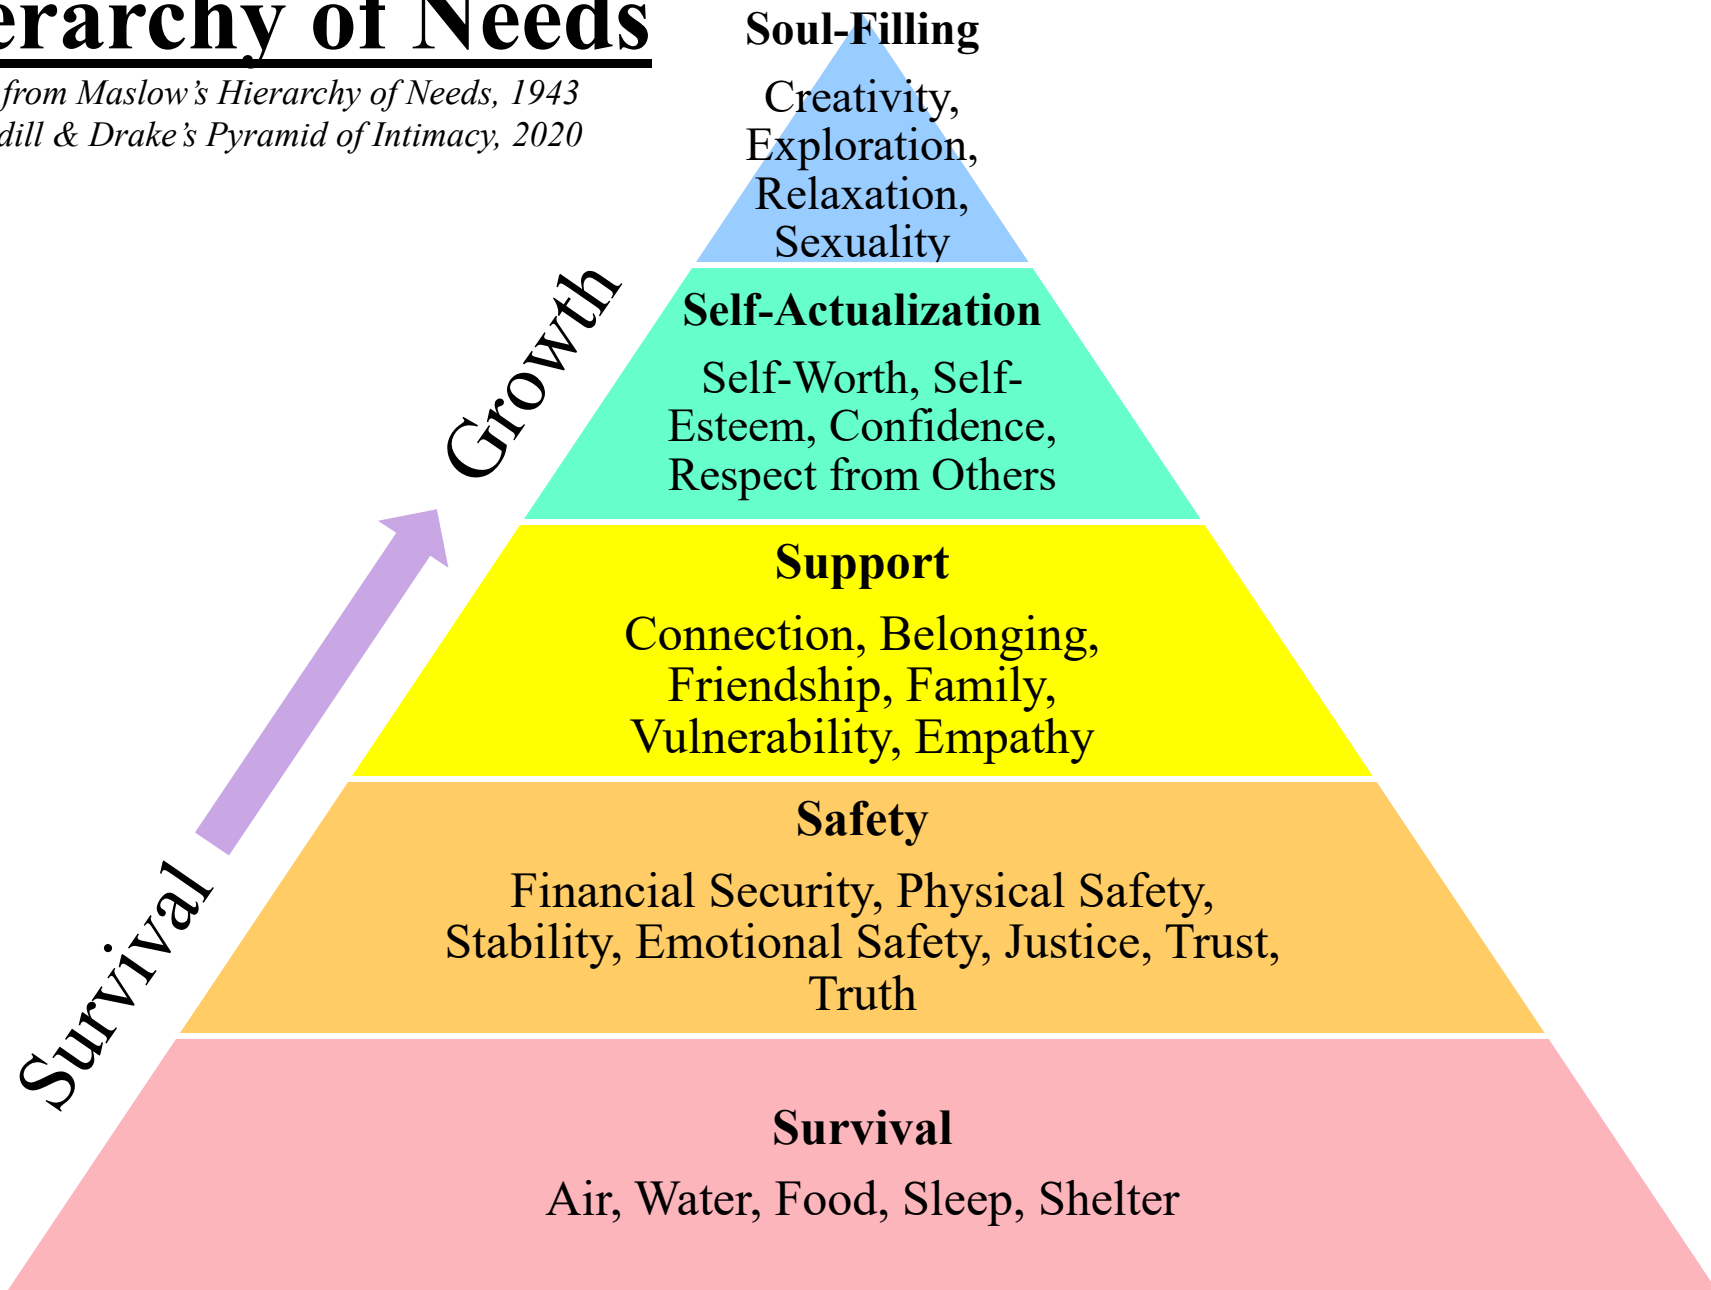 erarchy of Needs
from Maslow's Hierarchy of Needs, 1943
dill & Drake's Pyramid of Intimacy, 2020
Soul-Filling
Creativity,
Exploration,
Relaxation,
Sexuality
Growth
Self-Actualization
Self-Worth, Self-
Esteem, Confidence,
Respect from Others
Support
Connection, Belonging,
Friendship, Family,
Vulnerability, Empathy
Safety
Financial Security, Physical Safety,
Stability, Emotional Safety, Justice, Trust,
Truth
Survival
Survival
Air, Water, Food, Sleep, Shelter